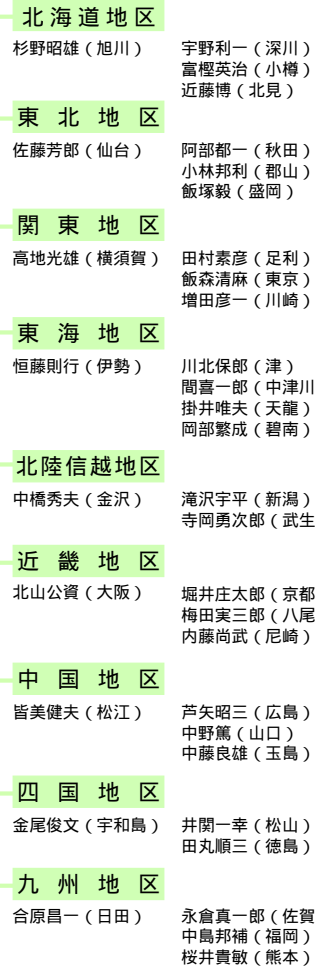 北海道地区
杉野昭雄(旭川) 宇野利一(深川)
富樫英治(小樽)
近藤博(北見)
東北地区
佐藤芳郎(仙台) 阿部都一(秋田)
小林邦利(郡山)
飯塚毅(盛岡)
関東地区
高地光雄(横須賀) 田村素彦(足利)
飯森清麻(東京)
増田彦一(川崎)
東海地区
恒藤則行(伊勢) 川北保郎(津)
間喜一郎(中津川
掛井唯夫(天龍)
岡部繁成(碧南)
北陸信越地区
中橋秀夫(金沢) 滝沢宇平(新潟)
寺岡勇次郎(武生
近畿地区
北山公資(大阪) 堀井庄太郎(京都
梅田実三郎(八尾
内藤尚武(尼崎)
中国地区
皆美健夫(松江) 芦矢昭三(広島)
中野篤(山口)
中藤良雄(玉島)
四国地区
金尾俊文(宇和島) 井関一幸(松山)
田丸順三(徳島)
九州地区
合原昌一(日田) 永倉真一郎(佐賀
中島邦補(福岡)
桜井貴敏(熊本)